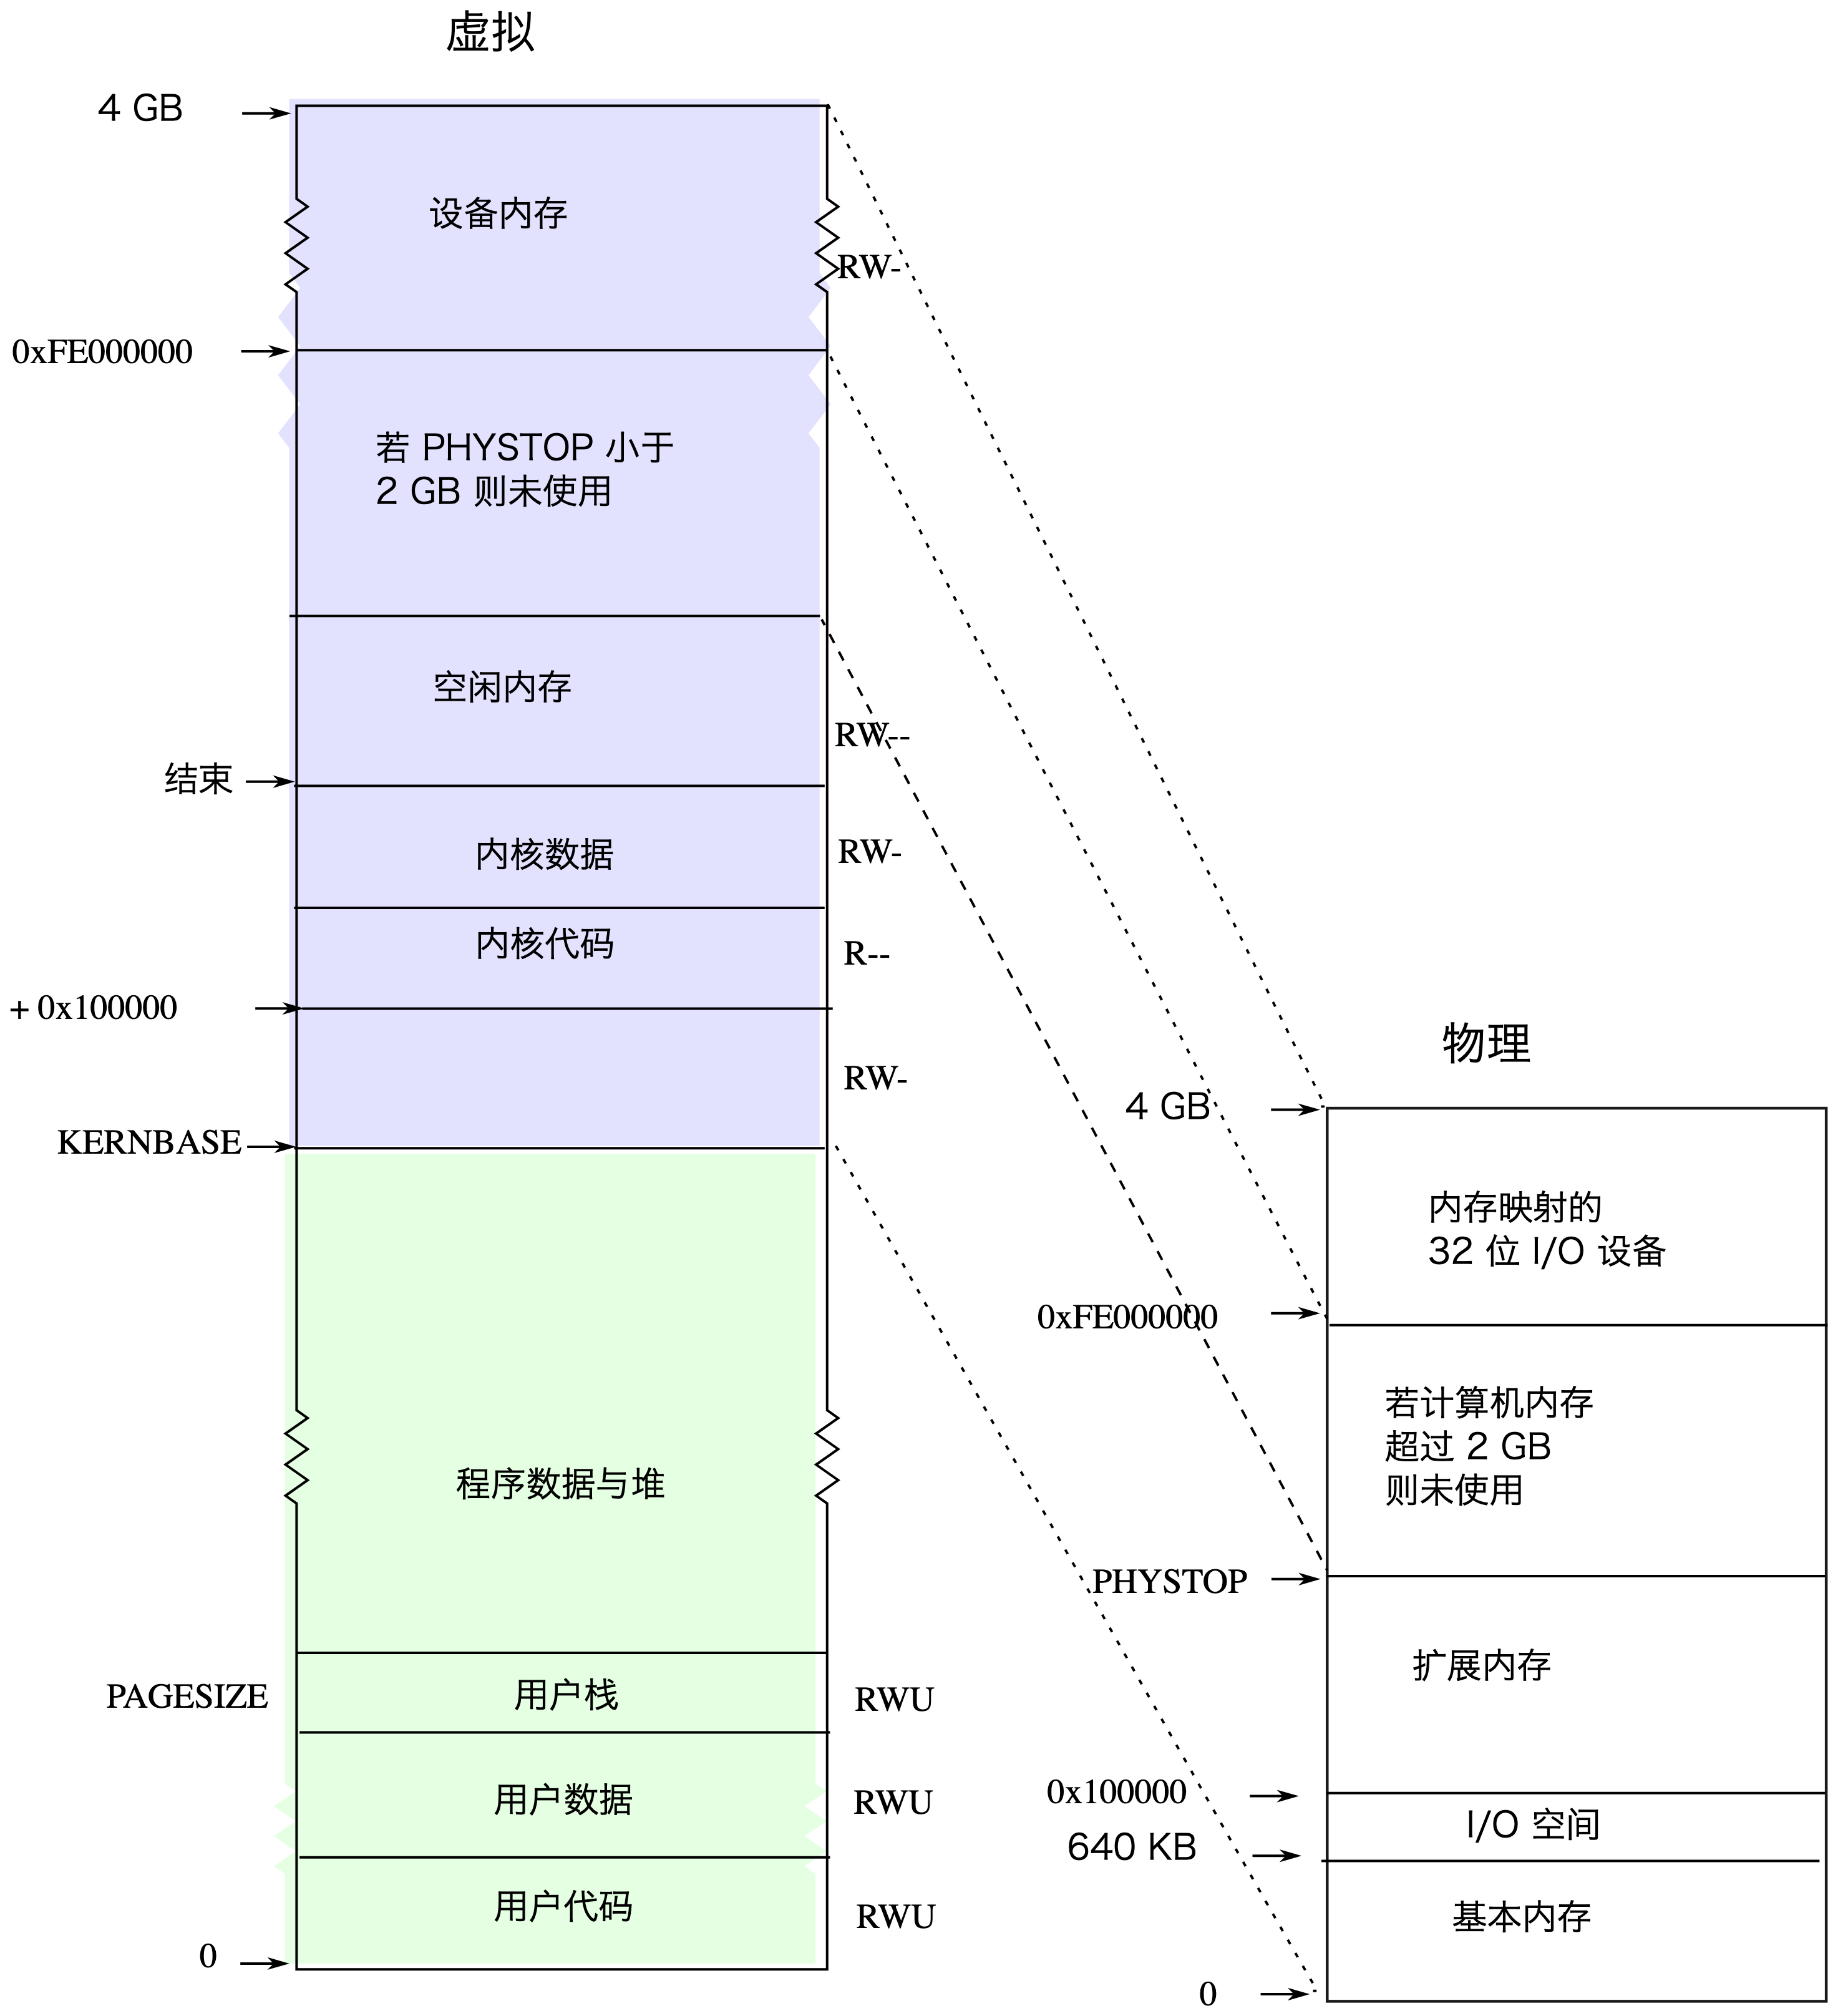 虚拟
4 GB
设备内存
RW-
0xFE000000
若 PHYSTOP 小于
2 GB 则未使用
空闲内存
RW--
结束
内核数据
RW-
内核代码
R--
+ 0x100000
RW-
KERNBASE
程序数据与堆
PAGESIZE
用户栈
RWU
用户数据
RWU
用户代码
RWU
0
物理
4 GB
内存映射的
32 位 I/O 设备
0xFE000000
若计算机内存
超过 2 GB
则未使用
PHYSTOP
扩展内存
0x100000
I/O 空间
640 KB
基本内存
0